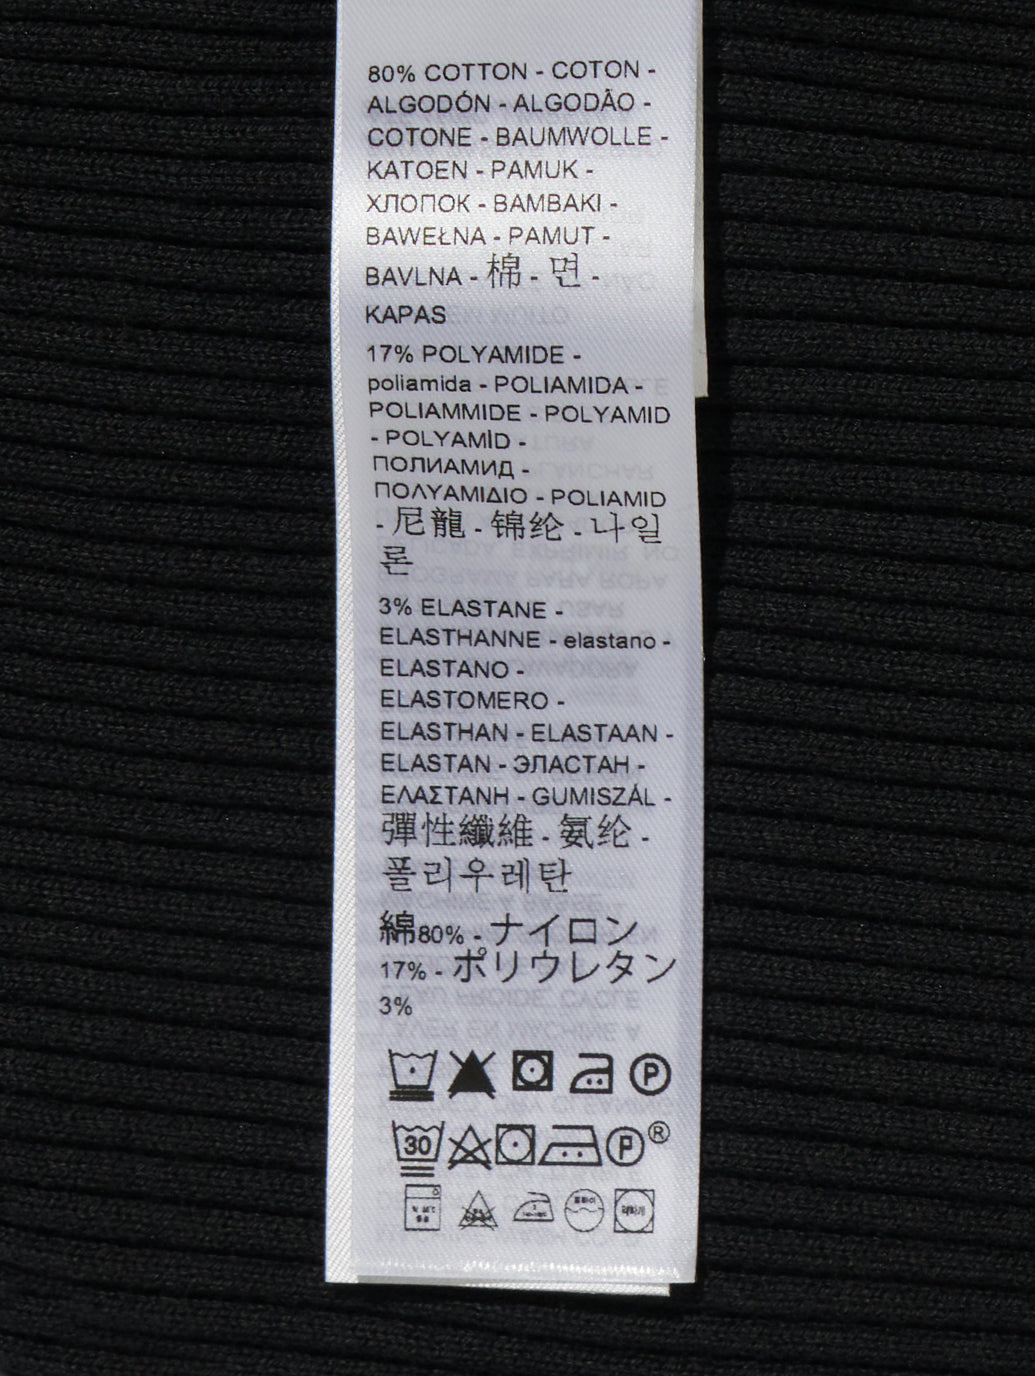 80% COTTON - COTON -
ALGODÓN - ALGODÃO -
COTONE - BAUMWOLLE -
KATOEN - PAMUK -
ХЛОПОК - BAMBAKI -
BAWEŁNA - PAMUT -
BAVLNA - 棉 - 면 -
KAPAS
17% POLYAMIDE -
poliamida - POLIAMIDA -
POLIAMMIDE - POLYAMID
- POLYAMİD -
ПОЛИАМИД -
ΠΟΛΥΑΜΙΔΙΟ - POLIAMID
- 尼龍 - 锦纶 - 나일
론
3% ELASTANE -
ELASTHANNE - elastano -
ELASTANO -
ELASTOMERO -
ELASTHAN - ELASTAAN -
ELASTAN - ЭЛАСТАН -
ΕΛΑΣΤΑΝΗ - GUMISZÁL -
彈性纖維 - 氨纶 -
폴리우레탄
綿80% - ナイロン
17% - ポリウレタン
3%
P
30 P ®